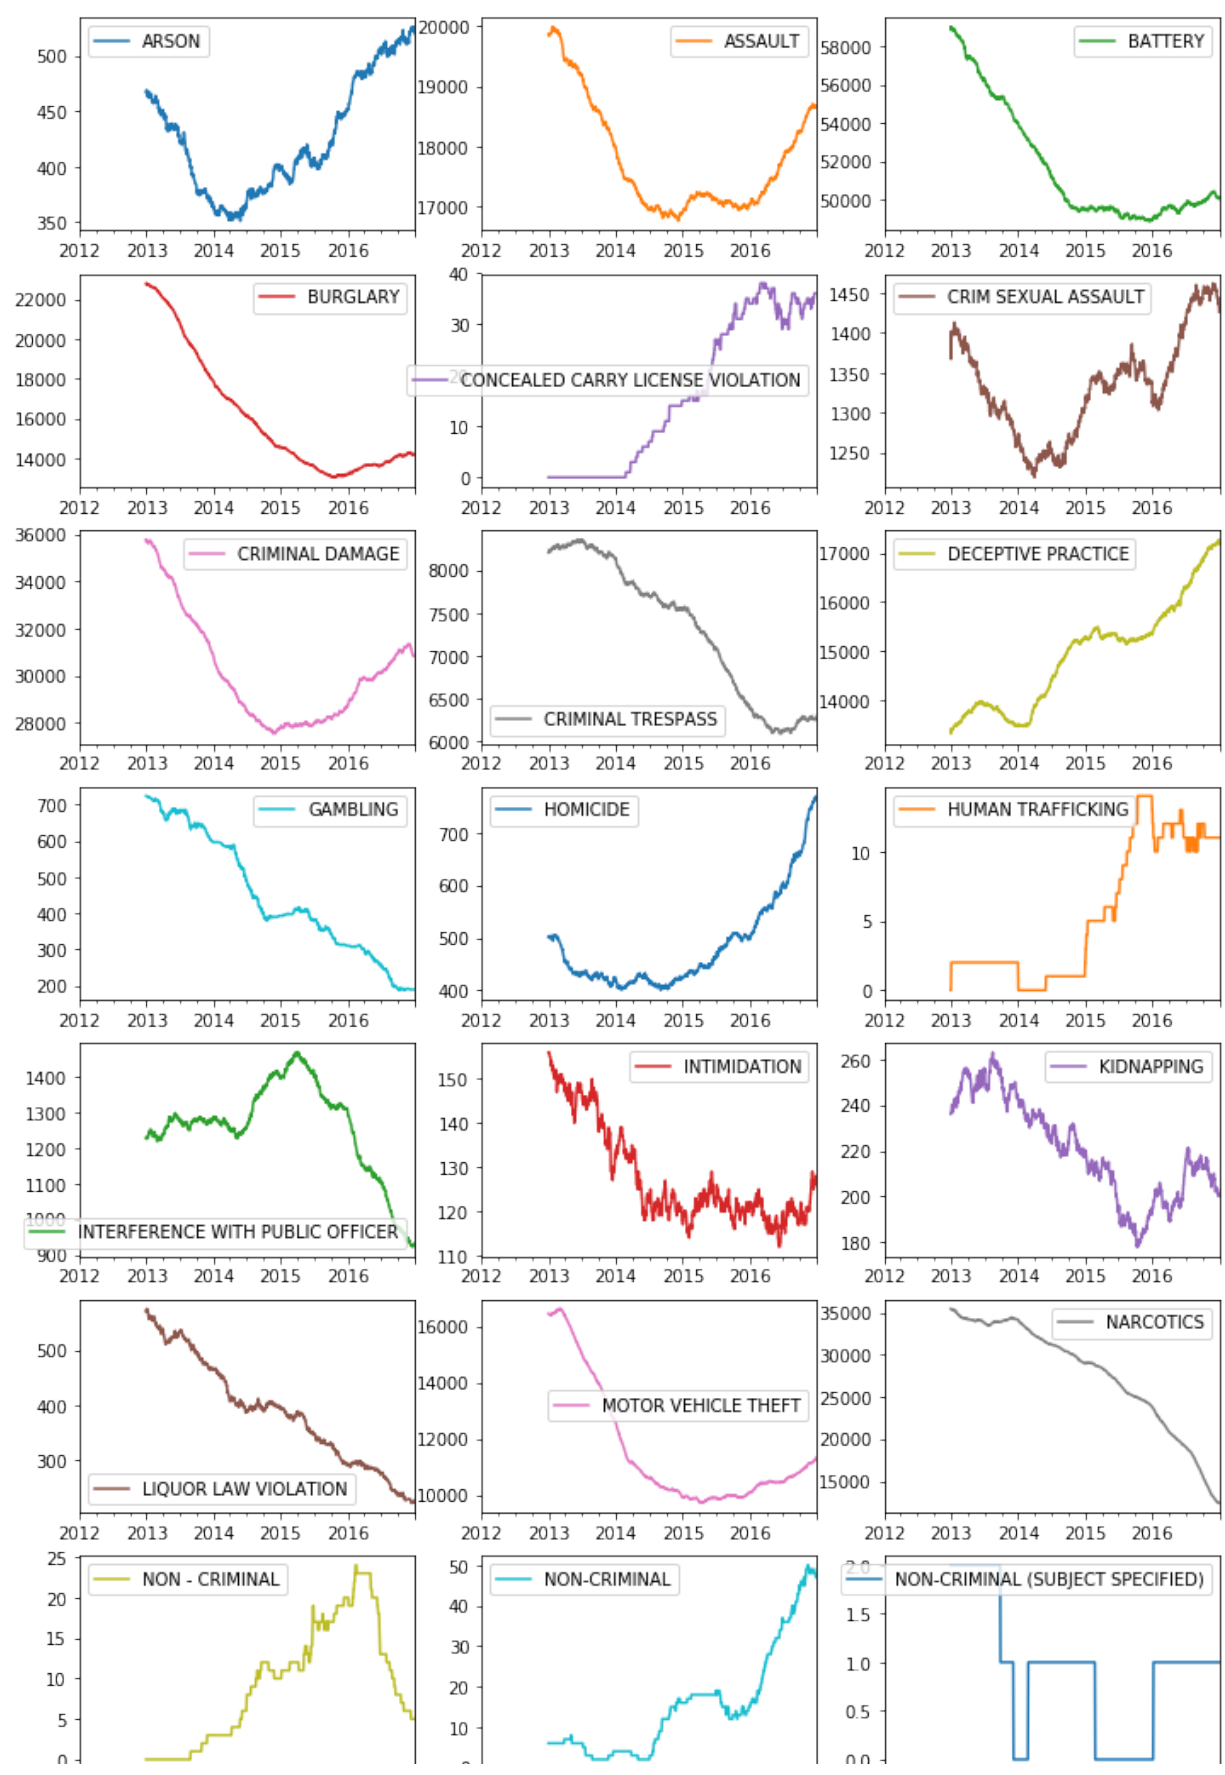 ARSON
500
450
400
350
2012 2013 2014 2015 2016
ASSAULT
20000
19000
18000
17000
2012 2013 2014 2015 2016
BATTERY
58000
56000
54000
52000
50000
2012 2013 2014 2015 2016
BURGLARY
22000
20000
18000
16000
14000
2012 2013 2014 2015 2016
40
30
20
CONCEALED CARRY LICENSE VIOLATION
10
0
2012 2013 2014 2015 2016
CRIM SEXUAL ASSAULT
1450
1400
1350
1300
1250
2012 2013 2014 2015 2016
CRIMINAL DAMAGE
36000
34000
32000
30000
28000
2012 2013 2014 2015 2016
8000
7500
7000
6500
CRIMINAL TRESPASS
6000
2012 2013 2014 2015 2016
DECEPTIVE PRACTICE
17000
16000
15000
14000
2012 2013 2014 2015 2016
GAMBLING
700
600
500
400
300
200
2012 2013 2014 2015 2016
HOMICIDE
700
600
500
400
2012 2013 2014 2015 2016
HUMAN TRAFFICKING
10
5
0
2012 2013 2014 2015 2016
1400
1300
1200
1100
1000
INTERFERENCE WITH PUBLIC OFFICER
900
2012 2013 2014 2015 2016
INTIMIDATION
150
140
130
120
110
2012 2013 2014 2015 2016
KIDNAPPING
260
240
220
200
180
2012 2013 2014 2015 2016
500
400
300
LIQUOR LAW VIOLATION
2012 2013 2014 2015 2016
16000
14000
MOTOR VEHICLE THEFT
12000
10000
2012 2013 2014 2015 2016
NARCOTICS
35000
30000
25000
20000
15000
2012 2013 2014 2015 2016
25
NON - CRIMINAL
20
15
10
5
0
50
NON-CRIMINAL
40
30
20
10
0
2.0
NON-CRIMINAL (SUBJECT SPECIFIED)
1.5
1.0
0.5
0.0